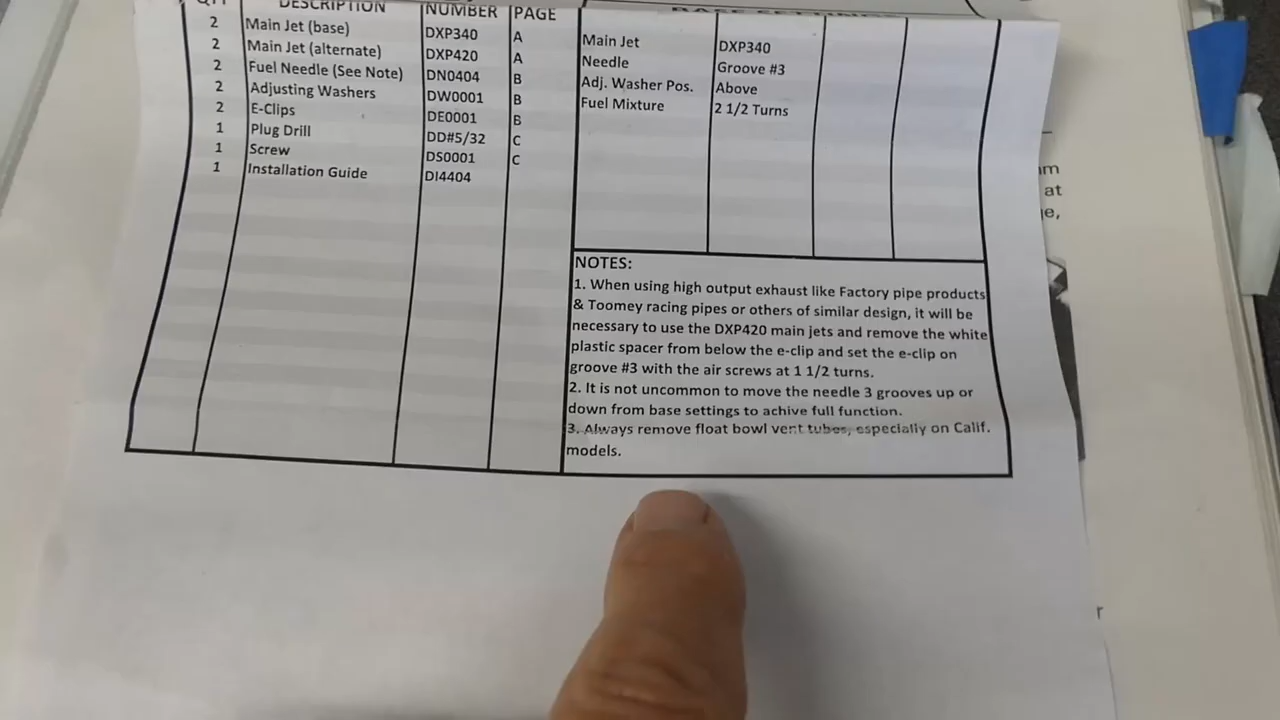 QTY DESCRIPTION NUMBER PAGE
2 Main Jet (base) DXP340 A
2 Main Jet (alternate) DXP420 A
2 Fuel Needle (See Note) DN0404 B
2 Adjusting Washers DW0001 B
2 E-Clips DE0001 B
1 Plug Drill DD#5/32 C
1 Screw DS0001 C
1 Installation Guide DI4404
Main Jet DXP340
Needle Groove #3
Adj. Washer Pos. Above
Fuel Mixture 2 1/2 Turns
NOTES:
1. When using high output exhaust like Factory pipe products
& Toomey racing pipes or others of similar design, it will be
necessary to use the DXP420 main jets and remove the white
plastic spacer from below the e-clip and set the e-clip on
groove #3 with the air screws at 1 1/2 turns.
2. It is not uncommon to move the needle 3 grooves up or
down from base settings to achive full function.
3. Always remove float bowl vent tubes, especially on Calif.
models.
at
e,